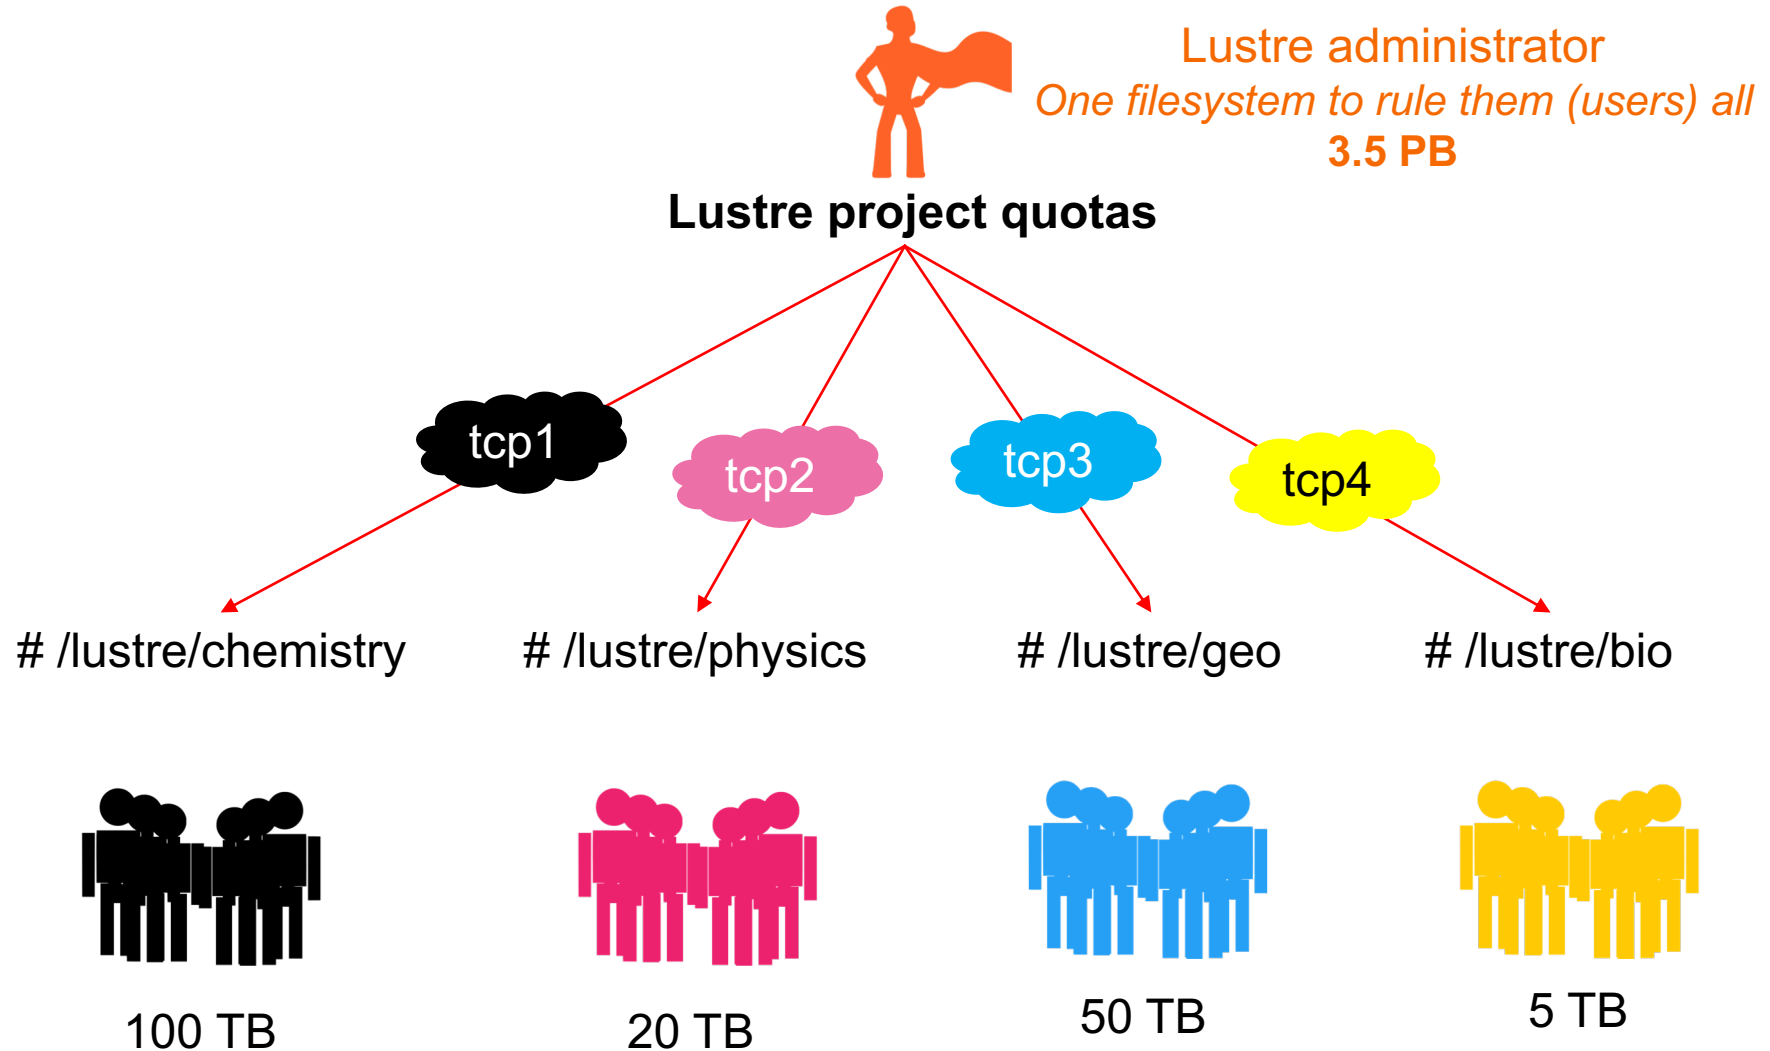 Lustre administrator
One filesystem to rule them (users) all
3.5 PB
Lustre project quotas
tcp1
tcp2
tcp3
tcp4
# /lustre/chemistry
# /lustre/physics
# /lustre/geo
# /lustre/bio
100 TB
20 TB
50 TB
5 TB